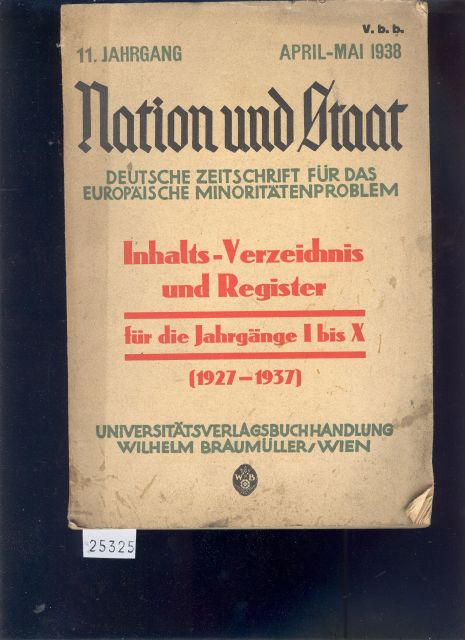 V. b. b.
11. JAHRGANG APRIL-MAI 1938
Nation und Staat
DEUTSCHE ZEITSCHRIFT FÜR DAS
EUROPÄISCHE MINORITÄTENPROBLEM
Inhalts-Verzeichnis
und Register
für die Jahrgänge I bis X
(1927–1937)
UNIVERSITÄTSVERLAGSBUCHHANDLUNG
WILHELM BRAUMÜLLER, WIEN
W B
25325